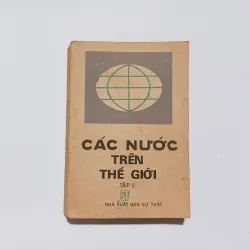 CÁC NƯỚC
TRÊN
THẾ GIỚI
TẬP I
NHÀ XUẤT BẢN SỰ THẬT